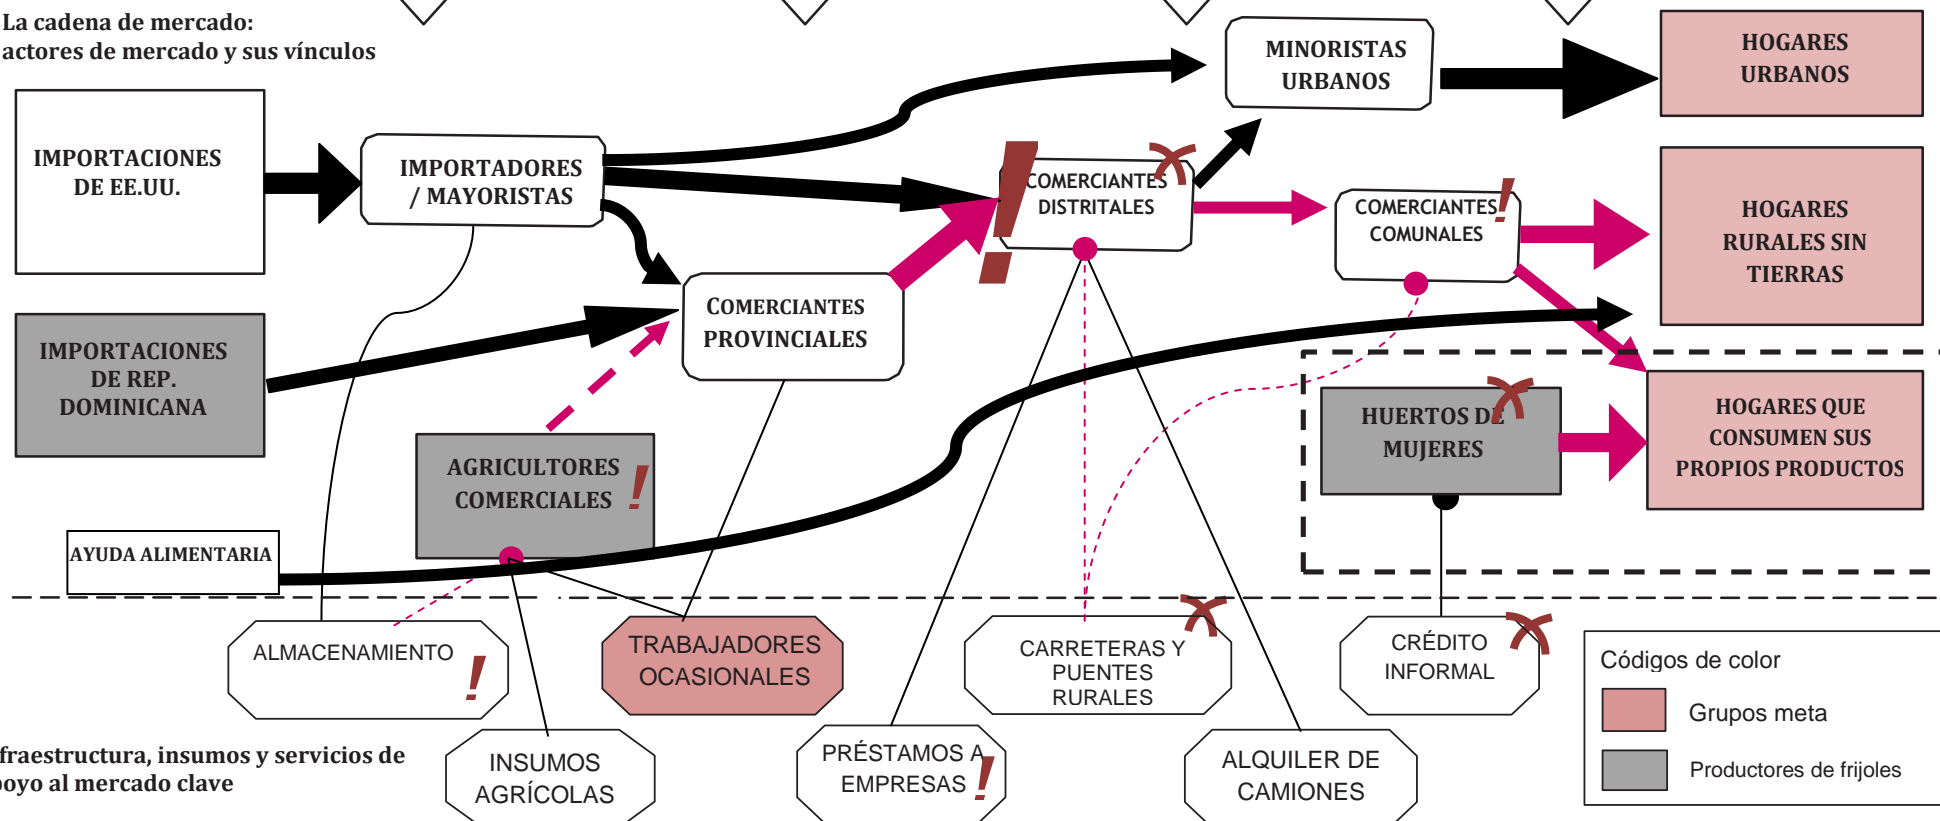 La cadena de mercado:
actores de mercado y sus vínculos
MINORISTAS
URBANOS
HOGARES
URBANOS
IMPORTACIONES
DE EE.UU.
IMPORTADORES
/ MAYORISTAS
COMERCIANTES
DISTRITALES
COMERCIANTES
COMUNALES
HOGARES
RURALES SIN
TIERRAS
IMPORTACIONES
DE REP.
DOMINICANA
COMERCIANTES
PROVINCIALES
AGRICULTORES
COMERCIALES
HUERTOS DE
MUJERES
HOGARES QUE
CONSUMEN SUS
PROPIOS PRODUCTOS
AYUDA ALIMENTARIA
ALMACENAMIENTO
TRABAJADORES
OCASIONALES
CARRETERAS Y
PUENTES
RURALES
CRÉDITO
INFORMAL
Códigos de color
Grupos meta
Productores de frijoles
fraestructura, insumos y servicios de
poyo al mercado clave
INSUMOS
AGRÍCOLAS
PRÉSTAMOS A
EMPRESAS
ALQUILER DE
CAMIONES